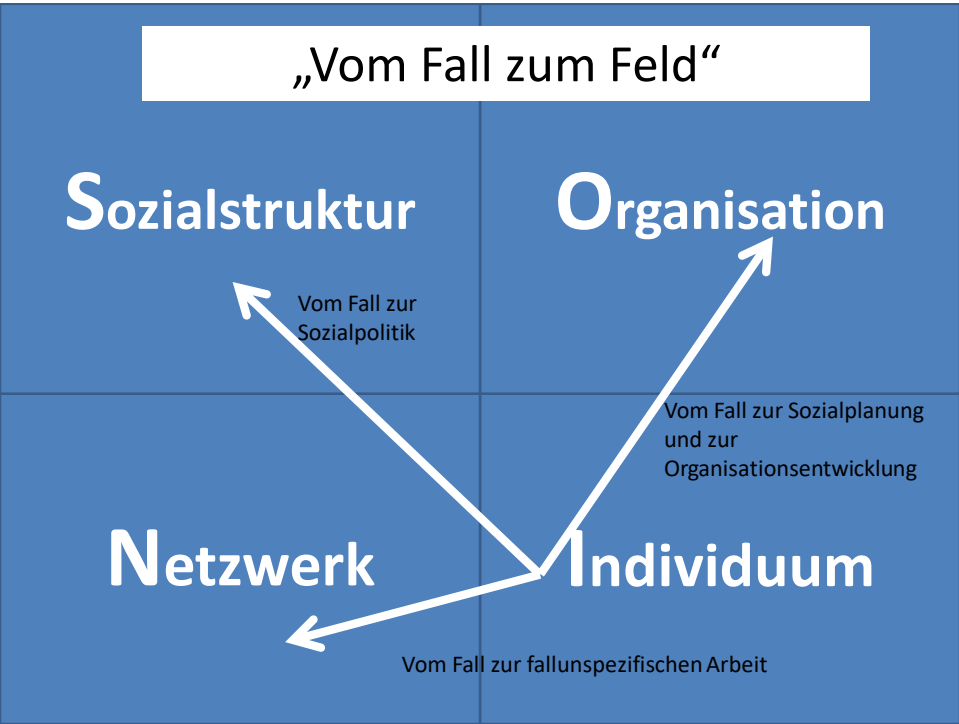 „Vom Fall zum Feld“
Sozialstruktur
Organisation
Vom Fall zur
Sozialpolitik
Vom Fall zur Sozialplanung
und zur
Organisationsentwicklung
Netzwerk
Individuum
Vom Fall zur fallunspezifischen Arbeit